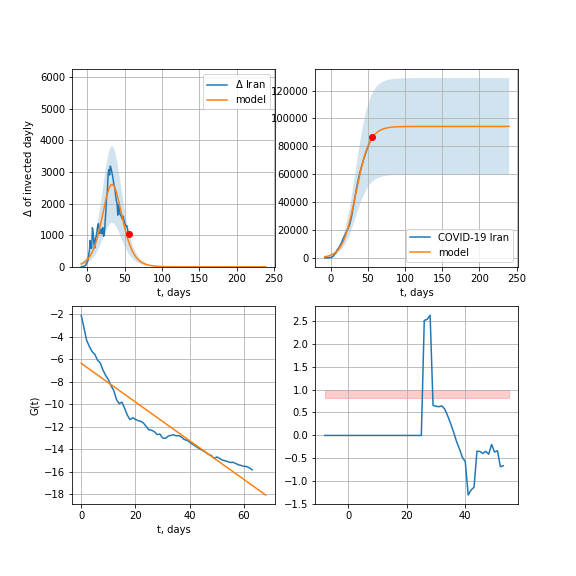 6000
5000
4000
3000
2000
1000
0
Δ of invected dayly
Δ Iran
model
0 50 100 150 200 250
t, days
120000
100000
80000
60000
40000
20000
0
COVID-19 Iran
model
0 50 100 150 200 250
t, days
−2
−4
−6
−8
−10
−12
−14
−16
−18
G(t)
0 20 40 60
t, days
2.5
2.0
1.5
1.0
0.5
0.0
−0.5
−1.0
−1.5
0 20 40